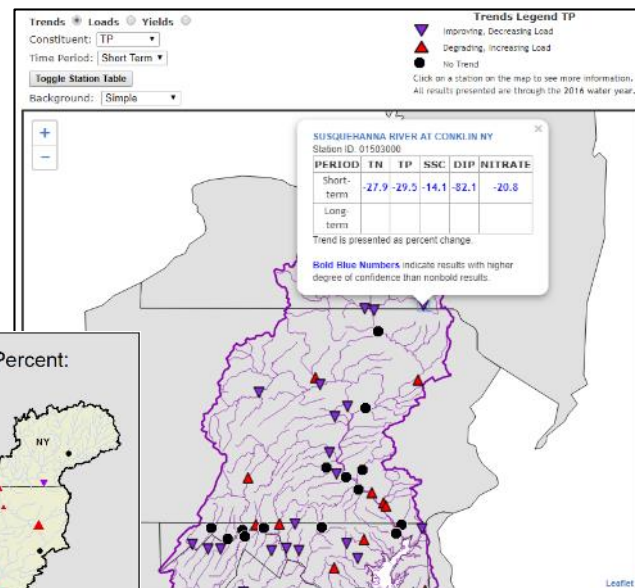 Trends Loads Yields
Constituent: TP
Time Period: Short Term
Toggle Station Table
Background: Simple
Trends Legend TP
Improving, Decreasing Load
Degrading, Increasing Load
No Trend
Click on a station on the map to see more information.
All results presented are through the 2016 water year.
+
−
×
SUSQUEHANNA RIVER AT CONKLIN NY
Station ID: 01503000
PERIOD TN TP SSC DIP NITRATE
Short-
term -27.9 -29.5 -14.1 -82.1 -20.8
Long-
term
Trend is presented as percent change.
Bold Blue Numbers indicate results with higher
degree of confidence than nonbold results.
Percent:
NY
Leaflet